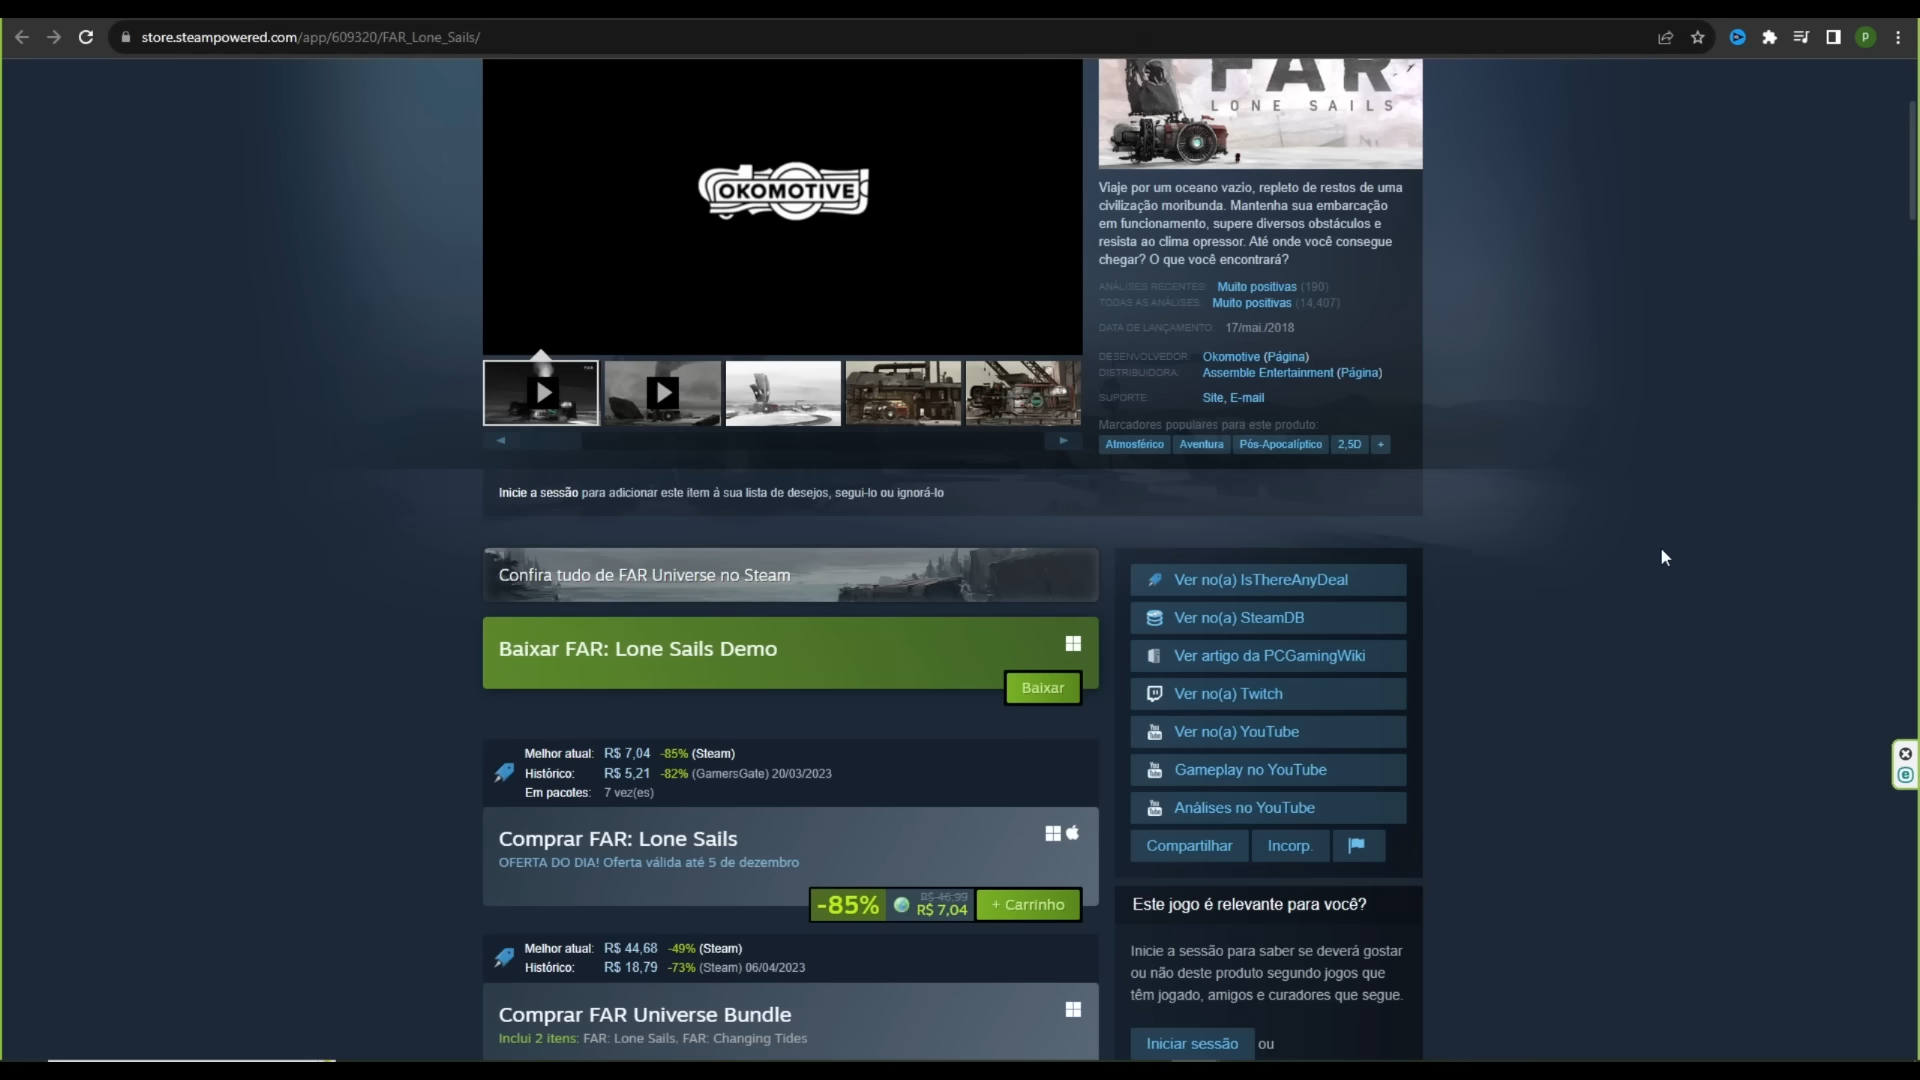 store.steampowered.com/app/609320/FAR_Lone_Sails/
P
OKOMOTIVE
FAR
LONE SAILS
Viaje por um oceano vazio, repleto de restos de uma
civilização moribunda. Mantenha sua embarcação
em funcionamento, supere diversos obstáculos e
resista ao clima opressor. Até onde você consegue
chegar? O que você encontrará?
ANÁLISES RECENTES: Muito positivas (190)
TODAS AS ANÁLISES: Muito positivas (14,407)
DATA DE LANÇAMENTO: 17/mai./2018
DESENVOLVEDOR: Okomotive (Página)
DISTRIBUIDORA: Assemble Entertainment (Página)
SUPORTE: Site, E-mail
Marcadores populares para este produto:
Atmosférico Aventura Pós-Apocalíptico 2,5D +
Inicie a sessão para adicionar este item à sua lista de desejos, segui-lo ou ignorá-lo
Confira tudo de FAR Universe no Steam
Baixar FAR: Lone Sails Demo
Baixar
Melhor atual: R$ 7,04 -85% (Steam)
Histórico: R$ 5,21 -82% (GamersGate) 20/03/2023
Em pacotes: 7 vez(es)
Comprar FAR: Lone Sails
OFERTA DO DIA! Oferta válida até 5 de dezembro
-85% R$ 46,99 R$ 7,04 + Carrinho
Melhor atual: R$ 44,68 -49% (Steam)
Histórico: R$ 18,79 -73% (Steam) 06/04/2023
Comprar FAR Universe Bundle
Inclui 2 itens: FAR: Lone Sails, FAR: Changing Tides
Ver no(a) IsThereAnyDeal
Ver no(a) SteamDB
Ver artigo da PCGamingWiki
Ver no(a) Twitch
Ver no(a) YouTube
Gameplay no YouTube
Análises no YouTube
Compartilhar Incorp.
Este jogo é relevante para você?
Inicie a sessão para saber se deverá gostar
ou não deste produto segundo jogos que
têm jogado, amigos e curadores que segue.
Iniciar sessão ou